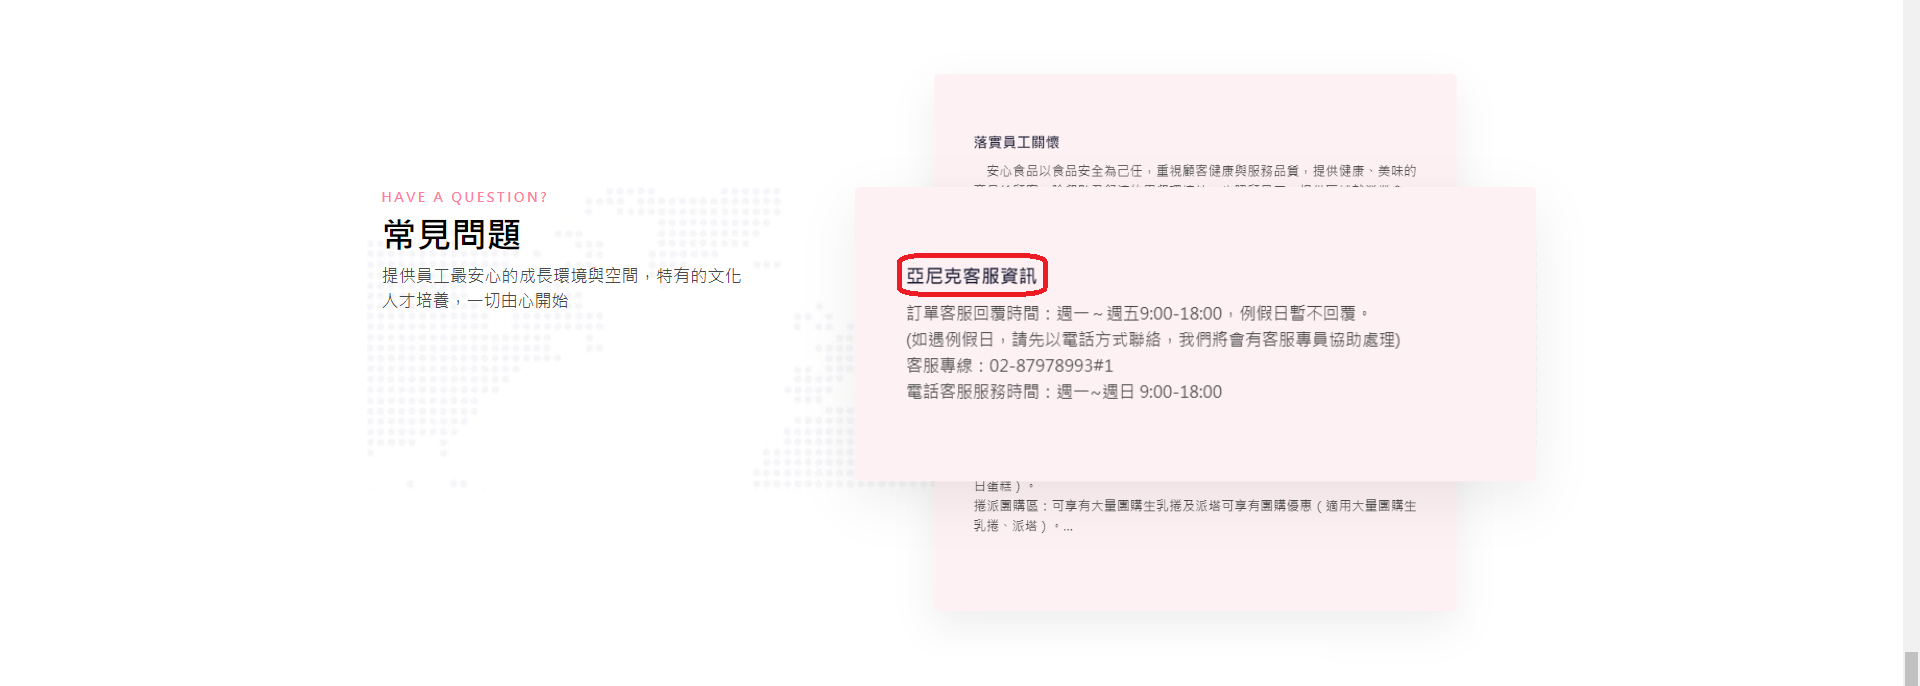 HAVE A QUESTION?
常見問題
提供員工最安心的成長環境與空間，特有的文化
人才培養，一切由心開始
落實員工關懷
安心食品以食品安全為己任，重視顧客健康與服務品質，提供健康、美味的
亞尼克客服資訊
訂單客服回覆時間：週一～週五9:00-18:00，例假日暫不回覆。
(如遇例假日，請先以電話方式聯絡，我們將會有客服專員協助處理)
客服專線：02-87978993#1
電話客服服務時間：週一~週日 9:00-18:00
日蛋糕）。
捲派團購區：可享有大量團購生乳捲及派塔可享有團購優惠（適用大量團購生
乳捲、派塔）。...